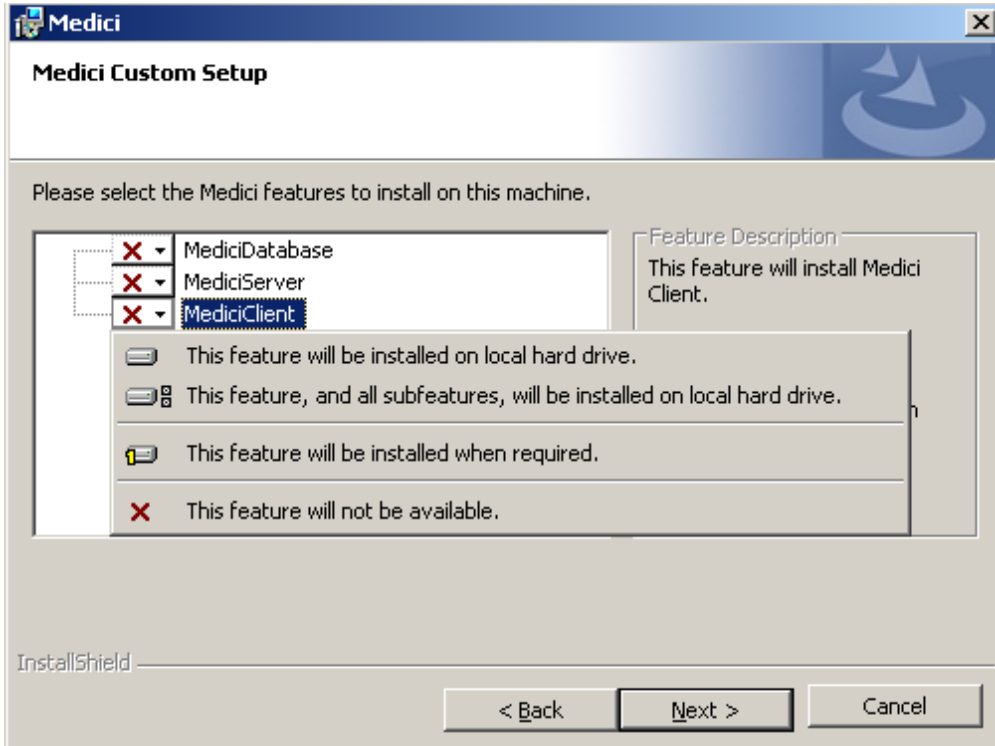 Medici
Medici Custom Setup
Please select the Medici features to install on this machine.
MediciDatabase
MediciServer
MediciClient
Feature Description
This feature will install Medici
Client.
This feature will be installed on local hard drive.
This feature, and all subfeatures, will be installed on local hard drive.
This feature will be installed when required.
This feature will not be available.
InstallShield
< Back
Next >
Cancel